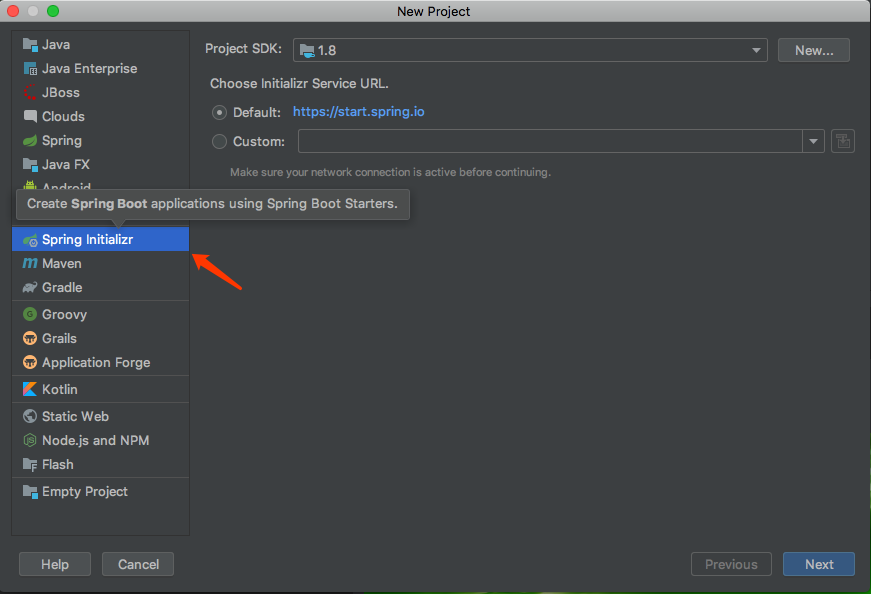 New Project
Java
Java Enterprise
JBoss
Clouds
Spring
Java FX
Android
Create Spring Boot applications using Spring Boot Starters.
Spring Initializr
Maven
Gradle
Groovy
Grails
Application Forge
Kotlin
Static Web
Node.js and NPM
Flash
Empty Project
Project SDK: 1.8 New...
Choose Initializr Service URL.
Default: https://start.spring.io
Custom:
Make sure your network connection is active before continuing.
Help Cancel Previous Next